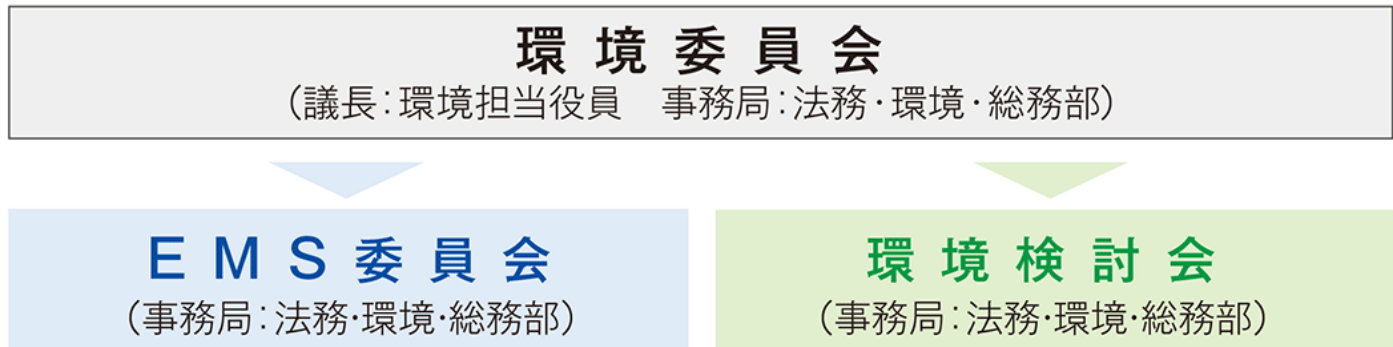 環境委員会
（議長：環境担当役員　事務局：法務・環境・総務部）
EMS委員会
（事務局：法務・環境・総務部）
環境検討会
（事務局：法務・環境・総務部）